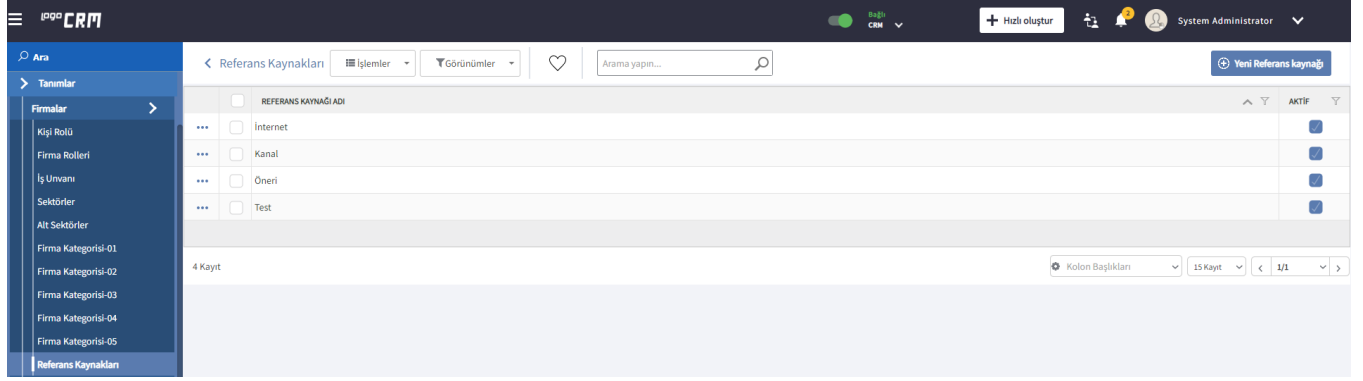 logo CRM
Bağlı
CRM
Hızlı oluştur
2
System Administrator
Ara
Referans Kaynakları
İşlemler
Görünümler
Arama yapın...
Yeni Referans kaynağı
Tanımlar
Firmalar
Kişi Rolü
Firma Rolleri
İş Unvanı
Sektörler
Alt Sektörler
Firma Kategorisi-01
Firma Kategorisi-02
Firma Kategorisi-03
Firma Kategorisi-04
Firma Kategorisi-05
Referans Kaynakları
REFERANS KAYNAĞI ADI
AKTİF
İnternet
Kanal
Öneri
Test
4 Kayıt
Kolon Başlıkları
15 Kayıt
1/1